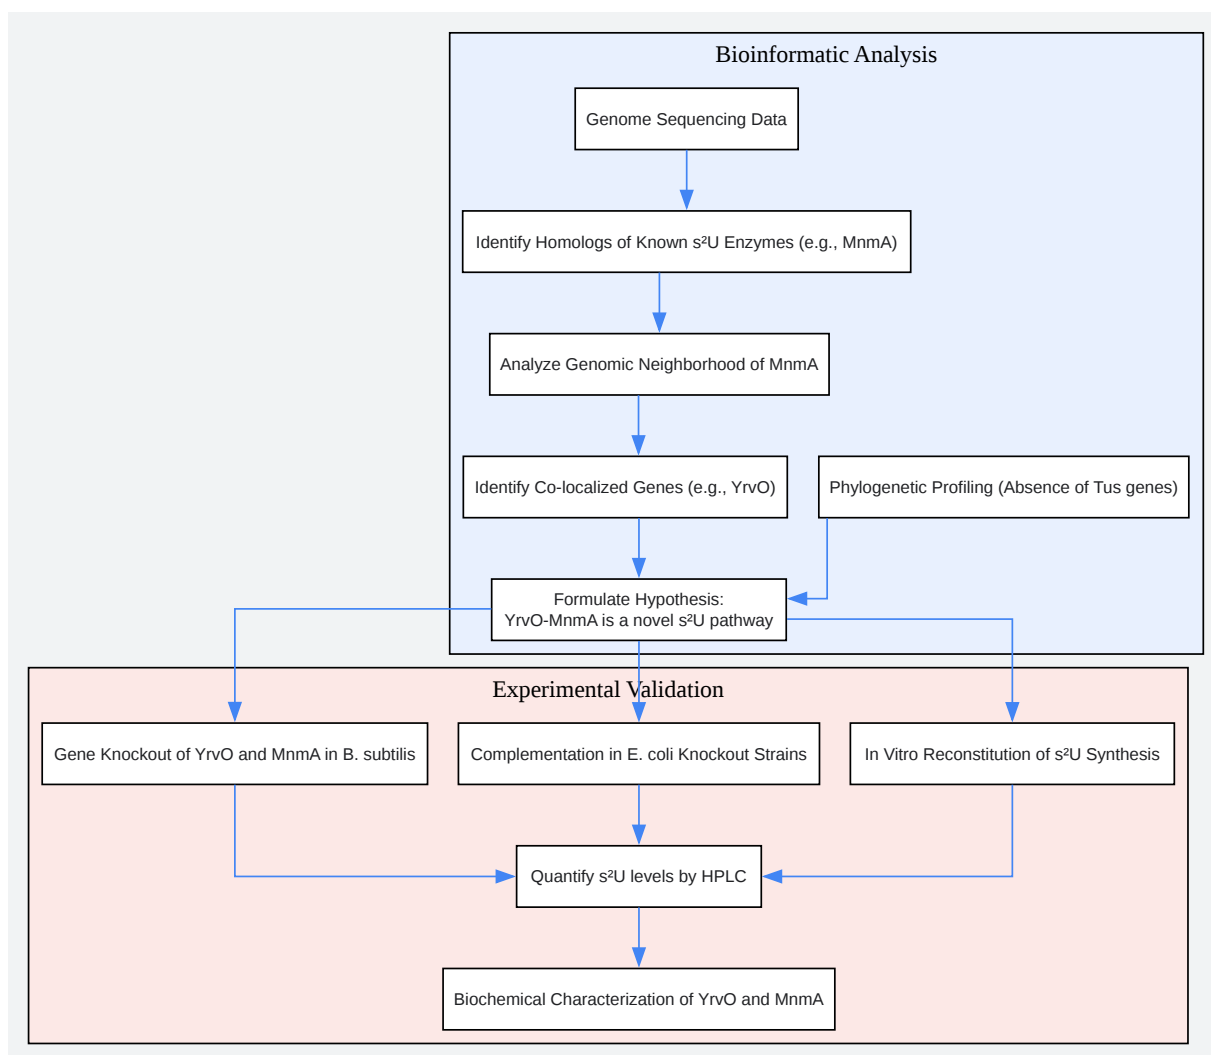 Bioinformatic Analysis
Genome Sequencing Data
Identify Homologs of Known s²U Enzymes (e.g., MnmA)
Analyze Genomic Neighborhood of MnmA
Identify Co-localized Genes (e.g., YrvO)
Phylogenetic Profiling (Absence of Tus genes)
Formulate Hypothesis:
YrvO-MnmA is a novel s²U pathway
Experimental Validation
Gene Knockout of YrvO and MnmA in B. subtilis
Complementation in E. coli Knockout Strains
In Vitro Reconstitution of s²U Synthesis
Quantify s²U levels by HPLC
Biochemical Characterization of YrvO and MnmA